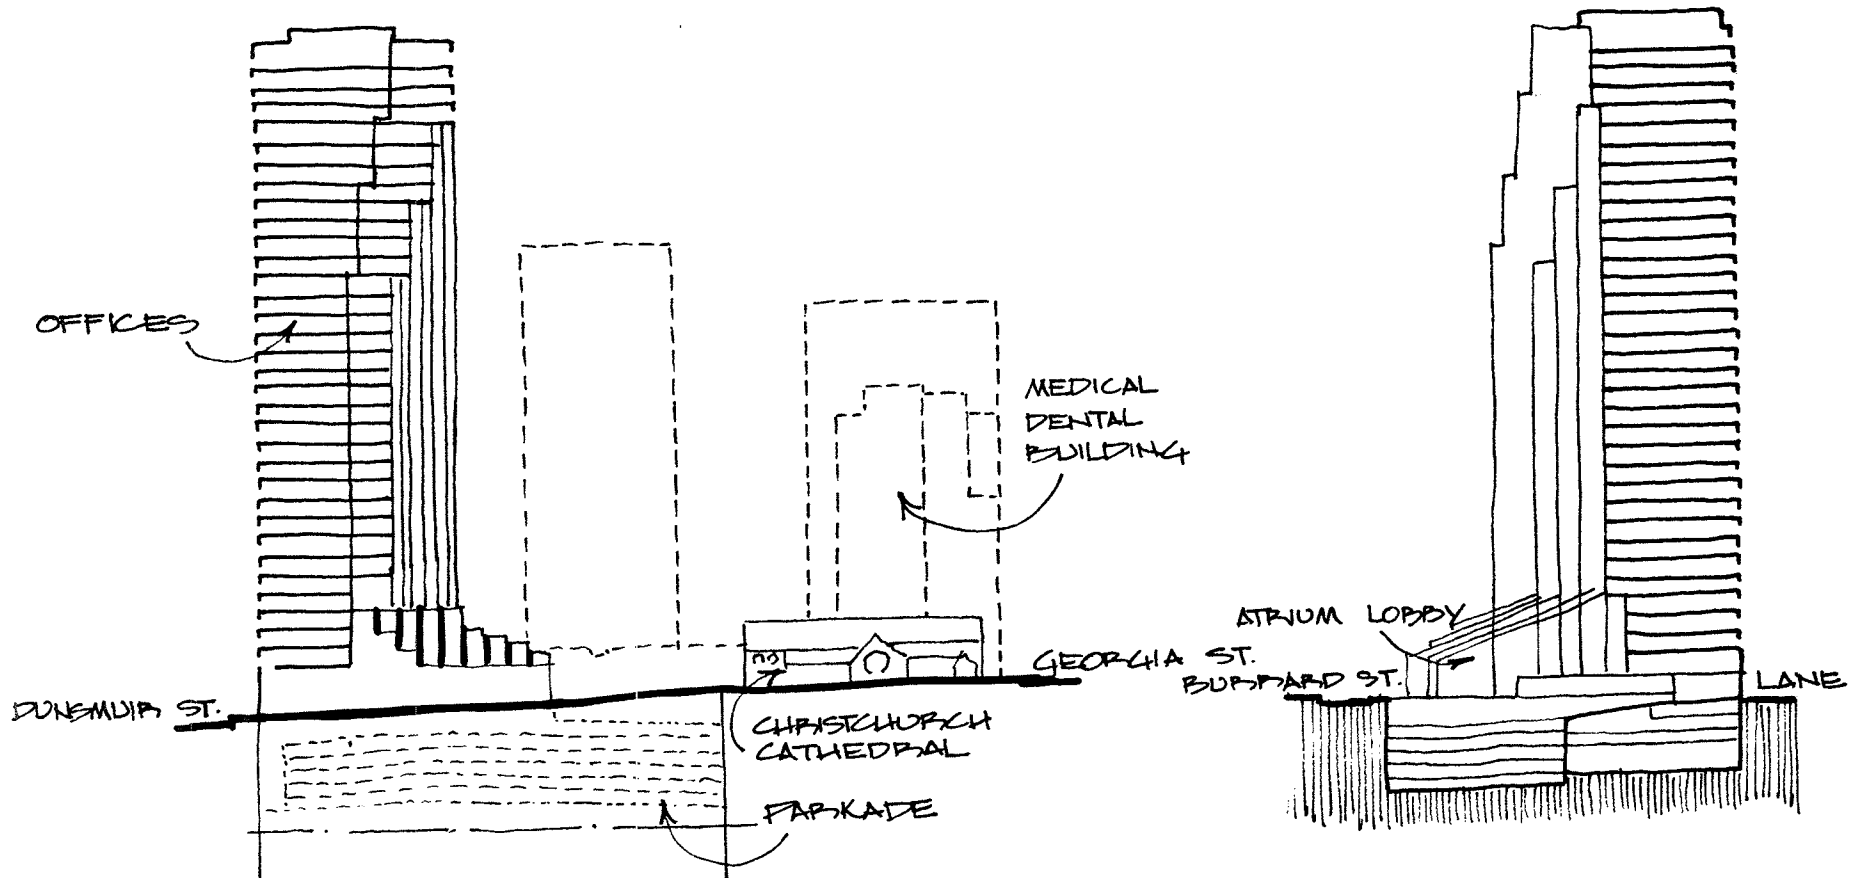 OFFICES
MEDICAL
DENTAL
BUILDING
ATRIUM LOBBY
GEORGIA ST.
BURRARD ST.
LANE
DUNSMUIR ST.
CHRISTCHURCH
CATHEDRAL
PARKADE